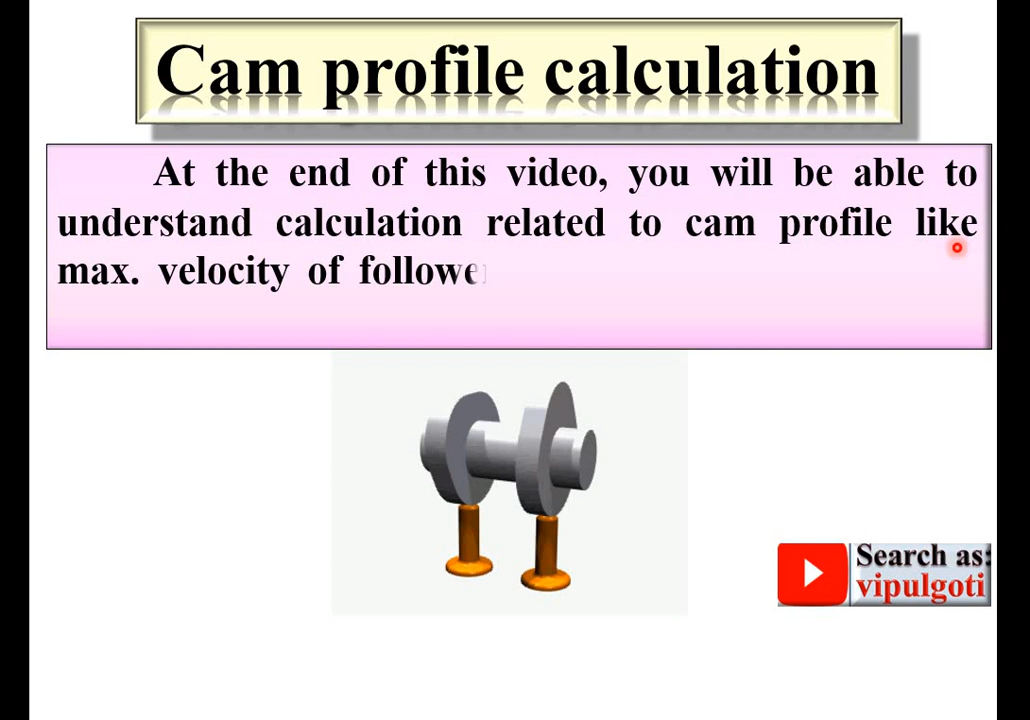 Cam profile calculation
At the end of this video, you will be able to
understand calculation related to cam profile like
max. velocity of followe
Search as:
vipulgoti